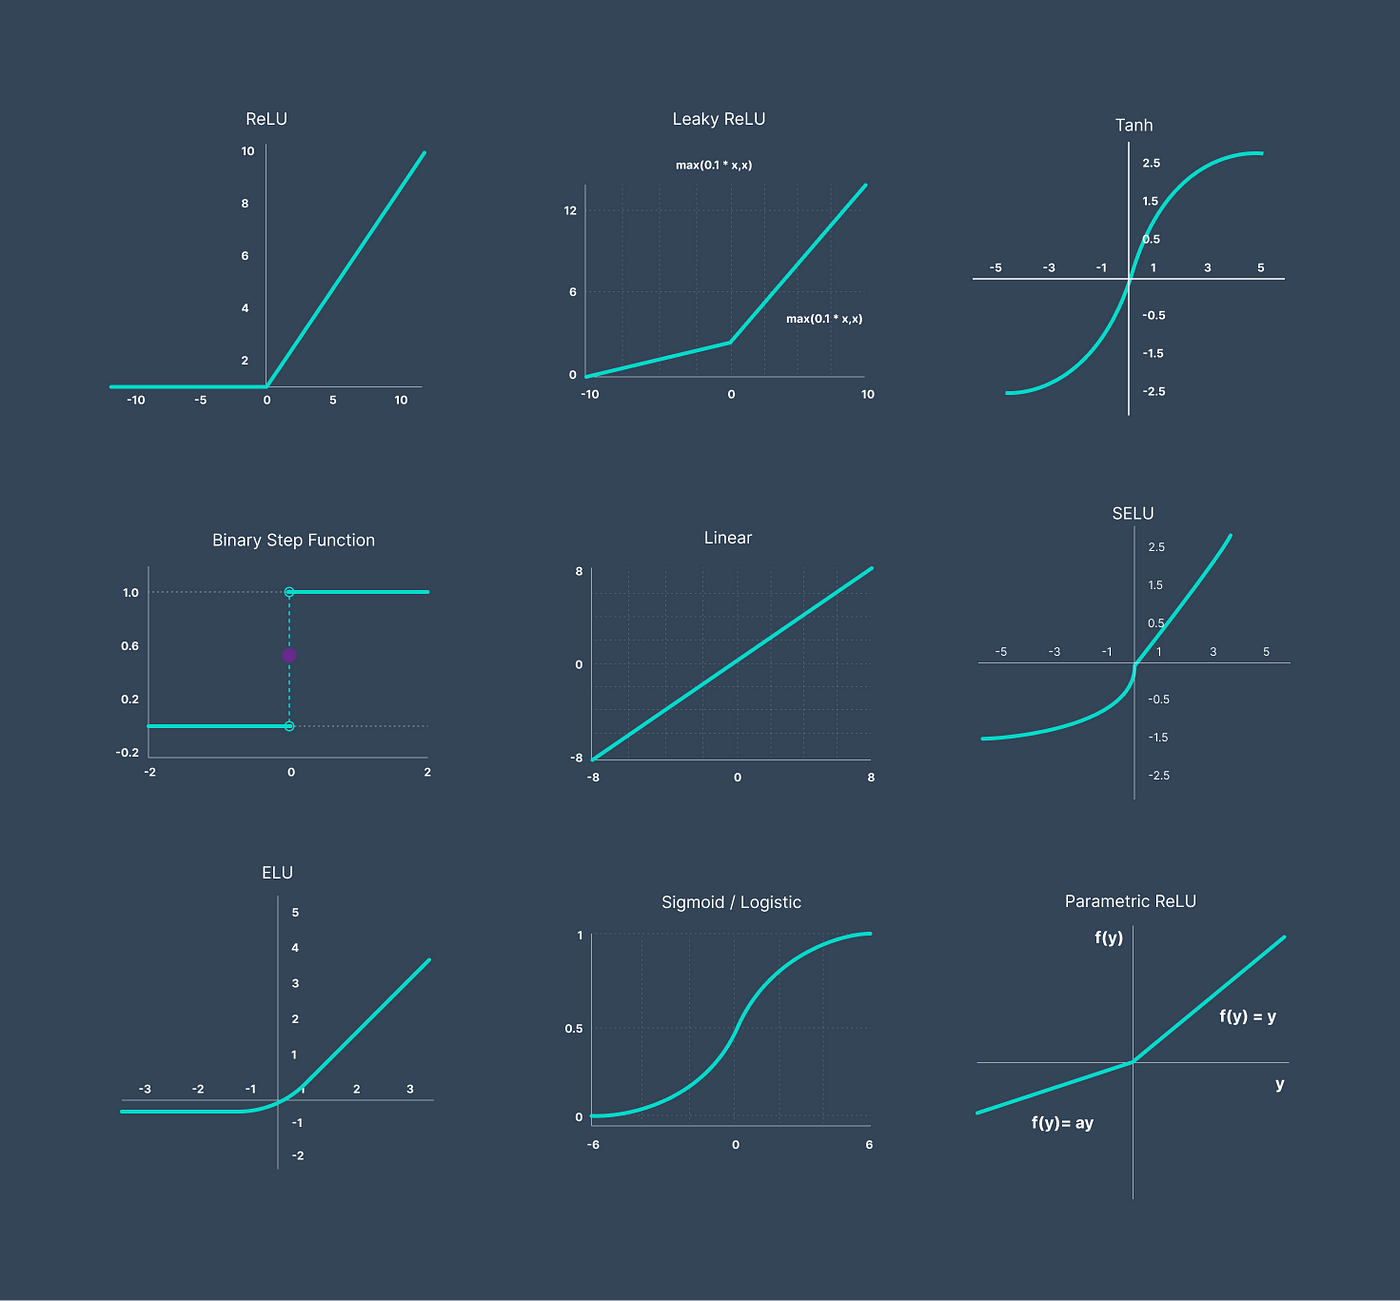 ReLU
10
8
6
4
2
-10 -5 0 5 10
Leaky ReLU
max(0.1 * x,x)
12
6
max(0.1 * x,x)
0
-10 0 10
Tanh
2.5
1.5
0.5
-5 -3 -1 1 3 5
-0.5
-1.5
-2.5
Binary Step Function
1.0
0.6
0.2
-0.2
-2 0 2
Linear
8
0
-8
-8 0 8
SELU
2.5
1.5
0.5
-5 -3 -1 1 3 5
-0.5
-1.5
-2.5
ELU
5
4
3
2
1
-3 -2 -1 1 2 3
-1
-2
Sigmoid / Logistic
1
0.5
0
-6 0 6
Parametric ReLU
f(y)
f(y) = y
y
f(y)= ay